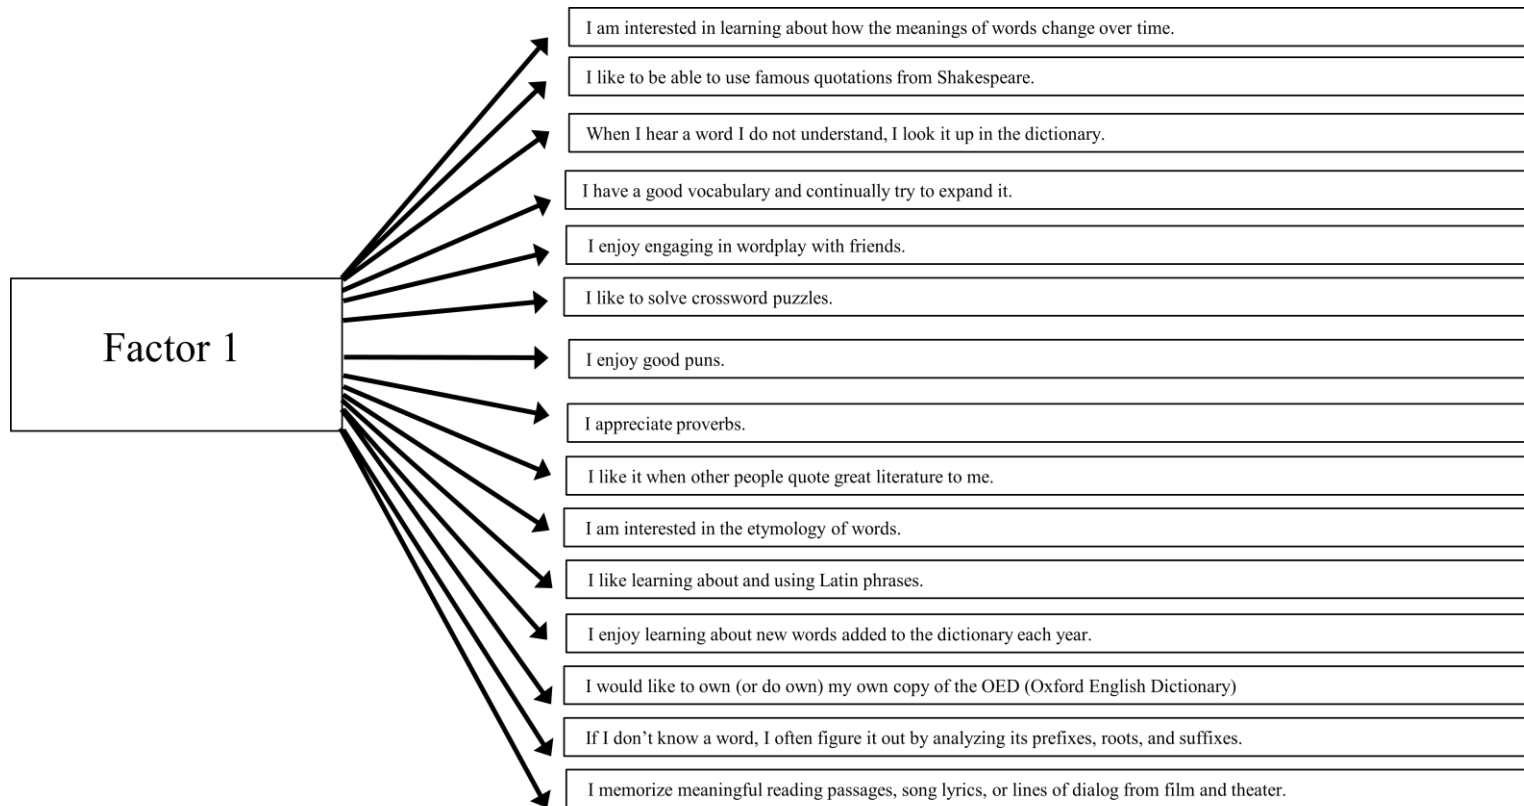 I am interested in learning about how the meanings of words change over time.
I like to be able to use famous quotations from Shakespeare.
When I hear a word I do not understand, I look it up in the dictionary.
I have a good vocabulary and continually try to expand it.
I enjoy engaging in wordplay with friends.
I like to solve crossword puzzles.
Factor 1
I enjoy good puns.
I appreciate proverbs.
I like it when other people quote great literature to me.
I am interested in the etymology of words.
I like learning about and using Latin phrases.
I enjoy learning about new words added to the dictionary each year.
I would like to own (or do own) my own copy of the OED (Oxford English Dictionary)
If I don’t know a word, I often figure it out by analyzing its prefixes, roots, and suffixes.
I memorize meaningful reading passages, song lyrics, or lines of dialog from film and theater.